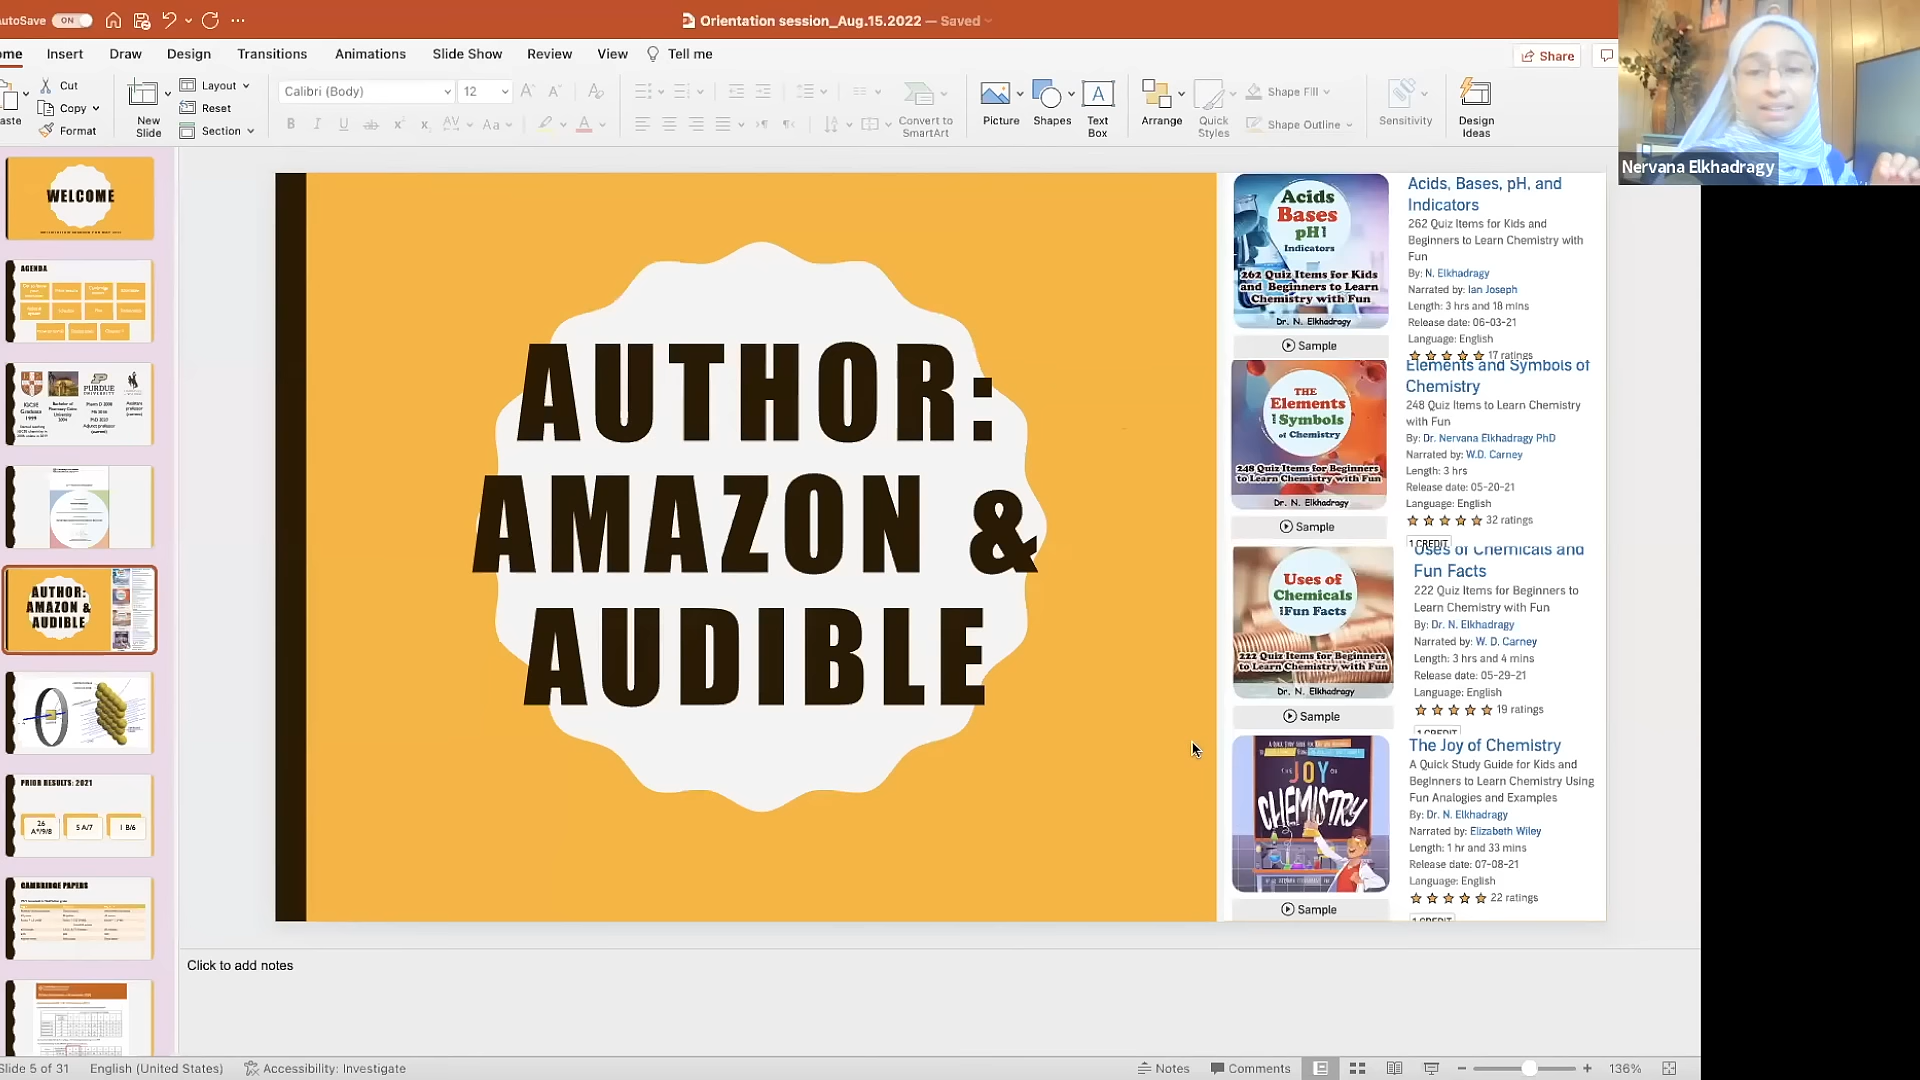 AutoSave ON
Orientation session_Aug.15.2022 — Saved
Insert Draw Design Transitions Animations Slide Show Review View Tell me
Share
Cut
Copy
Format
New Slide
Layout
Reset
Section
Calibri (Body) 12
Convert to SmartArt
Picture
Shapes
Text Box
Arrange
Quick Styles
Shape Fill
Shape Outline
Sensitivity
Design Ideas
Nervana Elkhadragy
WELCOME
AGENDA
PURDUE
UNIVERSITY
AUTHOR:
AMAZON &
AUDIBLE
PRIOR RESULTS: 2021
26
A*/9/8
5 A/7
1 B/6
CAMBRIDGE PAPERS
AUTHOR:
AMAZON &
AUDIBLE
Acids
Bases
pH
Indicators
262 Quiz Items for Kids
and Beginners to Learn
Chemistry with Fun
Dr. N. Elkhadragy
Sample
Acids, Bases, pH, and
Indicators
262 Quiz Items for Kids and
Beginners to Learn Chemistry with
Fun
By: N. Elkhadragy
Narrated by: Ian Joseph
Length: 3 hrs and 18 mins
Release date: 06-03-21
Language: English
17 ratings
THE
Elements
and Symbols
of Chemistry
248 Quiz Items for Beginners
to Learn Chemistry with Fun
Dr. N. Elkhadragy
Sample
Elements and Symbols of
Chemistry
248 Quiz Items to Learn Chemistry
with Fun
By: Dr. Nervana Elkhadragy PhD
Narrated by: W.D. Carney
Length: 3 hrs
Release date: 05-20-21
Language: English
32 ratings
1 CREDIT
Uses of
Chemicals
and Fun Facts
222 Quiz Items for Beginners
to Learn Chemistry with Fun
Dr. N. Elkhadragy
Sample
Uses of Chemicals and
Fun Facts
222 Quiz Items for Beginners to
Learn Chemistry with Fun
By: Dr. N. Elkhadragy
Narrated by: W. D. Carney
Length: 3 hrs and 4 mins
Release date: 05-29-21
Language: English
19 ratings
1 CREDIT
THE JOY OF
CHEMISTRY
Sample
The Joy of Chemistry
A Quick Study Guide for Kids and
Beginners to Learn Chemistry Using
Fun Analogies and Examples
By: Dr. N. Elkhadragy
Narrated by: Elizabeth Wiley
Length: 1 hr and 33 mins
Release date: 07-08-21
Language: English
22 ratings
1 CREDIT
Click to add notes
Slide 5 of 31 English (United States) Accessibility: Investigate
Notes Comments 136%